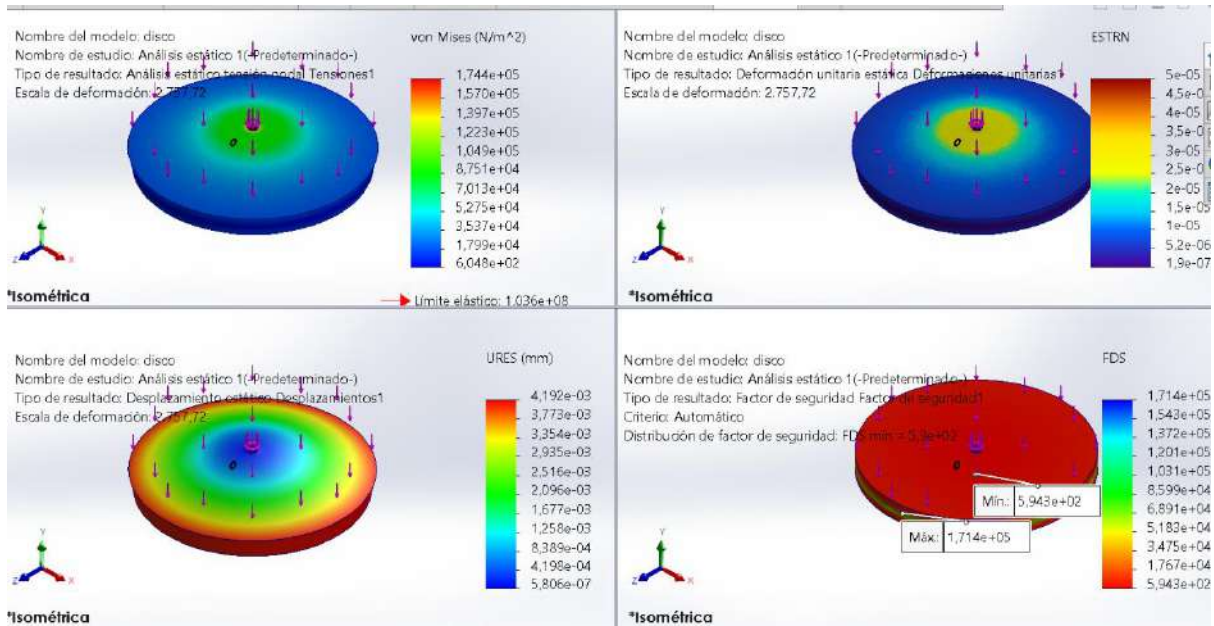 Nombre del modelo: disco
Nombre de estudio: Análisis estático 1(-Predeterminado-)
Tipo de resultado: Análisis estático tensión nodal Tensiones1
Escala de deformación: 2.757,72
von Mises (N/m^2)
1,744e+05
1,570e+05
1,397e+05
1,223e+05
1,049e+05
8,751e+04
7,013e+04
5,275e+04
3,537e+04
1,799e+04
6,048e+02
Límite elástico: 1.036e+08
Y
Z
X
*Isométrica
Nombre del modelo: disco
Nombre de estudio: Análisis estático 1(-Predeterminado-)
Tipo de resultado: Deformación unitaria estática Deformaciones unitarias1
Escala de deformación: 2.757,72
ESTRN
5e-05
4,5e-0
4e-05
3,5e-0
3e-05
2,5e-0
2e-05
1,5e-05
1e-05
5,2e-06
1,9e-07
Y
Z
X
*Isométrica
Nombre del modelo: disco
Nombre de estudio: Análisis estático 1(-Predeterminado-)
Tipo de resultado: Desplazamiento estático Desplazamientos1
Escala de deformación: 2.757,72
URES (mm)
4,192e-03
3,773e-03
3,354e-03
2,935e-03
2,516e-03
2,096e-03
1,677e-03
1,258e-03
8,389e-04
4,198e-04
5,806e-07
Y
Z
X
*Isométrica
Nombre del modelo: disco
Nombre de estudio: Análisis estático 1(-Predeterminado-)
Tipo de resultado: Factor de seguridad Factor de seguridad1
Criterio: Automático
Distribución de factor de seguridad: FDS mín = 5,9e+02
FDS
1,714e+05
1,543e+05
1,372e+05
1,201e+05
1,031e+05
8,599e+04
6,891e+04
5,183e+04
3,475e+04
1,767e+04
5,943e+02
Mín.: 5,943e+02
Máx.: 1,714e+05
Y
Z
X
*Isométrica